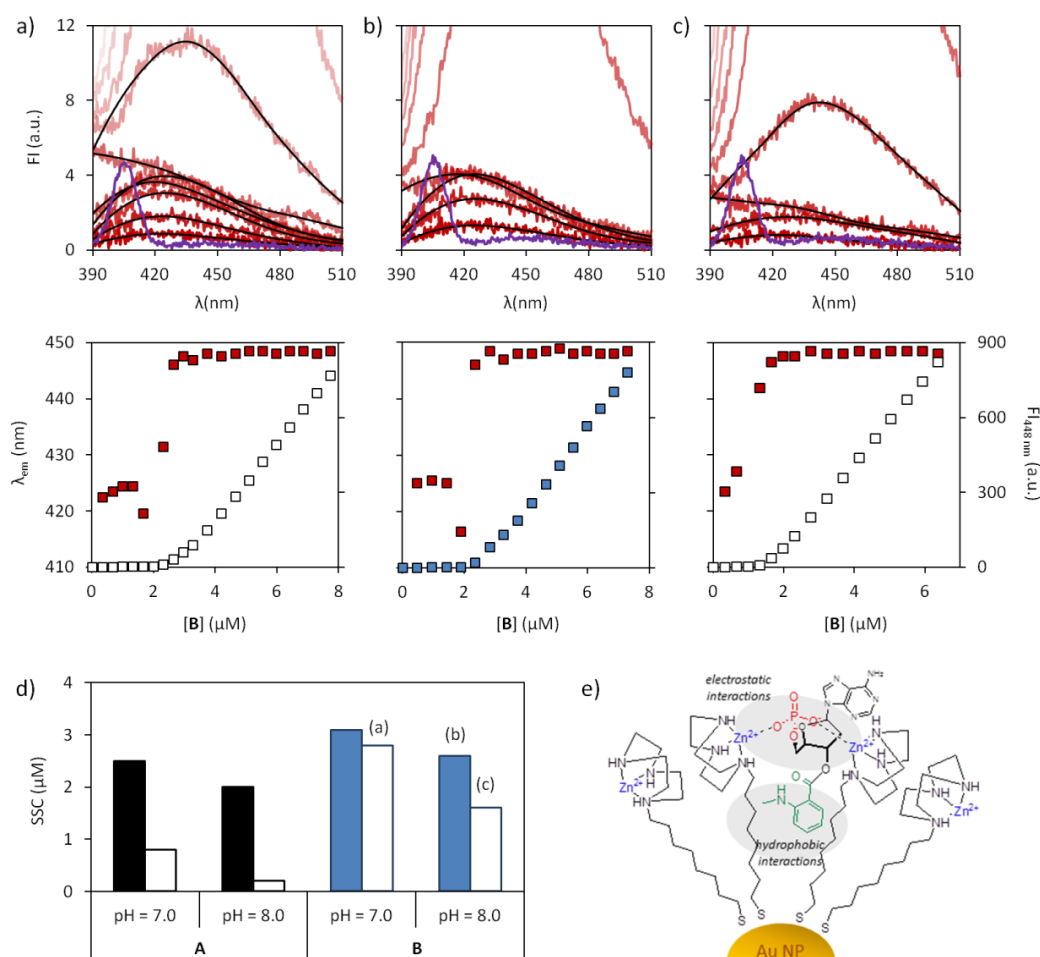 a)
b)
c)
12
8
4
0
FI (a.u.)
390 420 450 480 510
λ(nm)
390 420 450 480 510
λ(nm)
390 420 450 480 510
λ(nm)
450
440
430
420
410
λem (nm)
900
600
300
0
FI448 nm (a.u.)
0 2 4 6 8
[B] (µM)
0 2 4 6 8
[B] (µM)
0 2 4 6
[B] (µM)
d)
4
3
2
1
0
SSC (µM)
(a)
(b)
(c)
pH = 7.0 pH = 8.0 pH = 7.0 pH = 8.0
A B
e)
electrostatic
interactions
NH₂
N
N
N
N
O
O
P
O
O
O
NH
Zn2+
NH
HN
Zn2+
NH
HN
HN
HN
Zn2+
HN
H
HN
NH
NH
Zn2+
NH
O
O
H
N
hydrophobic
interactions
S
S
S
S
Au NP